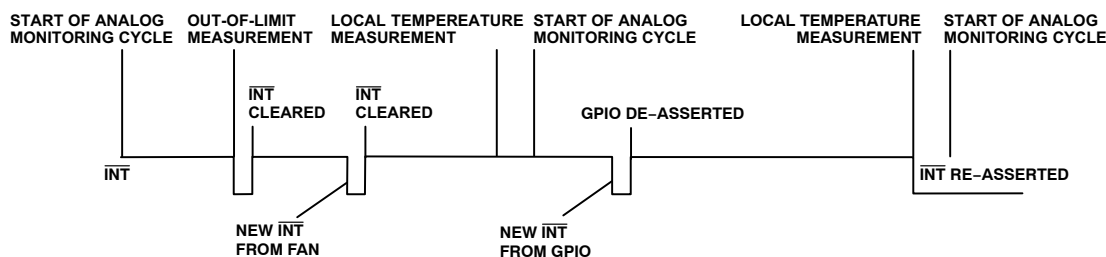 START OF ANALOG
MONITORING CYCLE
OUT-OF-LIMIT
MEASUREMENT
LOCAL TEMPEREATURE
MEASUREMENT
START OF ANALOG
MONITORING CYCLE
LOCAL TEMPERATURE
MEASUREMENT
START OF ANALOG
MONITORING CYCLE
INT
CLEARED
INT
CLEARED
GPIO DE−ASSERTED
INT
INT RE−ASSERTED
NEW INT
FROM FAN
NEW INT
FROM GPIO